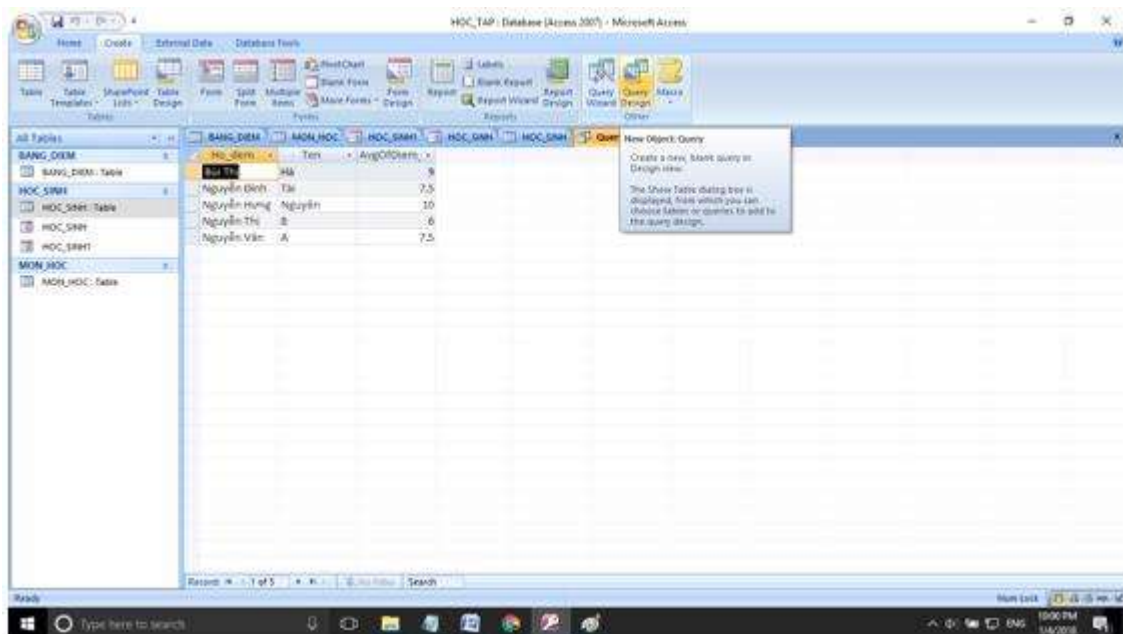 HOC_TAP : Database (Access 2007) - Microsoft Access
Home Create External Data Database Tools
Table
Table Templates
SharePoint Lists
Table Design
Tables
Form
Split Form
Multiple Items
PivotChart
Blank Form
More Forms
Form Design
Forms
Report
Labels
Blank Report
Report Wizard
Report Design
Reports
Query Wizard
Query Design
Macro
Other
All Tables
BANG_DIEM
BANG_DIEM : Table
HOC_SINH
HOC_SINH : Table
HOC_SINH
HOC_SINH1
MON_HOC
MON_HOC : Table
BANG_DIEM MON_HOC HOC_SINH1 HOC_SINH HOC_SINH
Ho_dem Ten AvgOfDiem
Bùi Thị Hà 9
Nguyễn Đình Tài 7.5
Nguyễn Hưng Nguyên 10
Nguyễn Thị B 6
Nguyễn Văn A 7.5
New Object: Query
Create a new, blank query in Design view.
The Show Table dialog box is displayed, from which you can choose tables or queries to add to the query design.
Record: 1 of 5 No Filter Search
Ready
Num Lock
Type here to search
ENG
10:00 PM